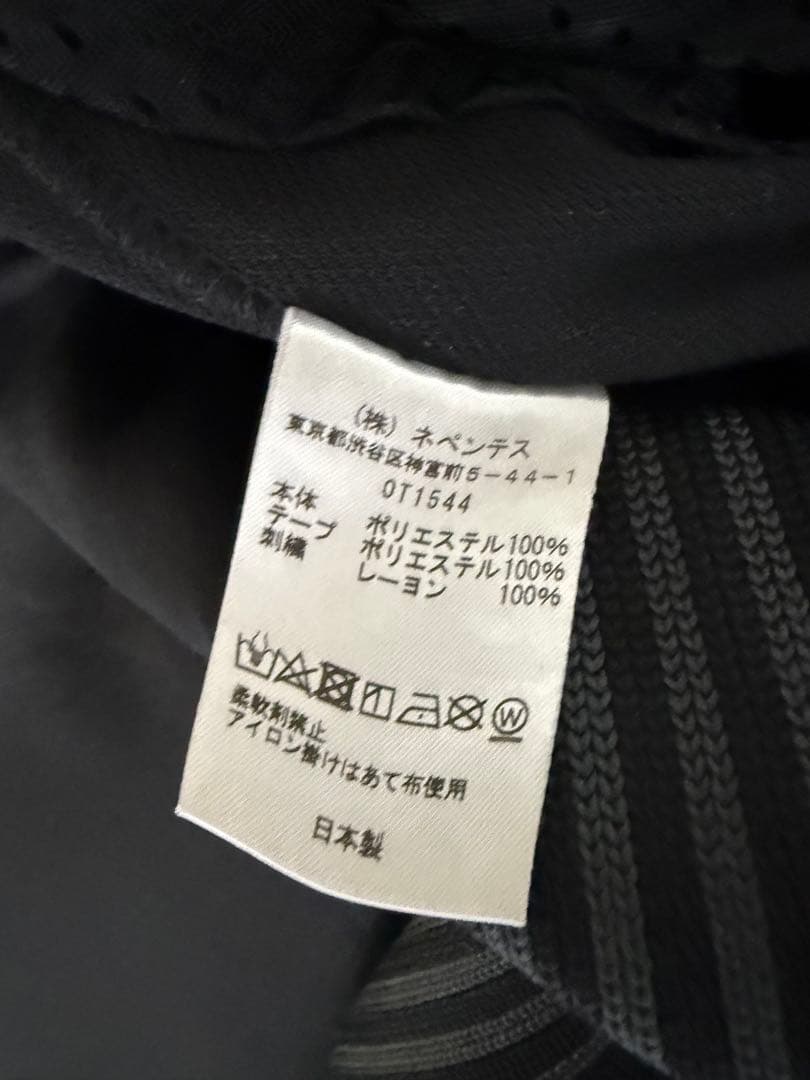 (株) ネペンテス
東京都渋谷区神宮前5-44-1
OT1544
本体 ポリエステル100%
テープ ポリエステル100%
刺繍 レーヨン 100%
W
柔軟剤禁止
アイロン掛けはあて布使用
日本製